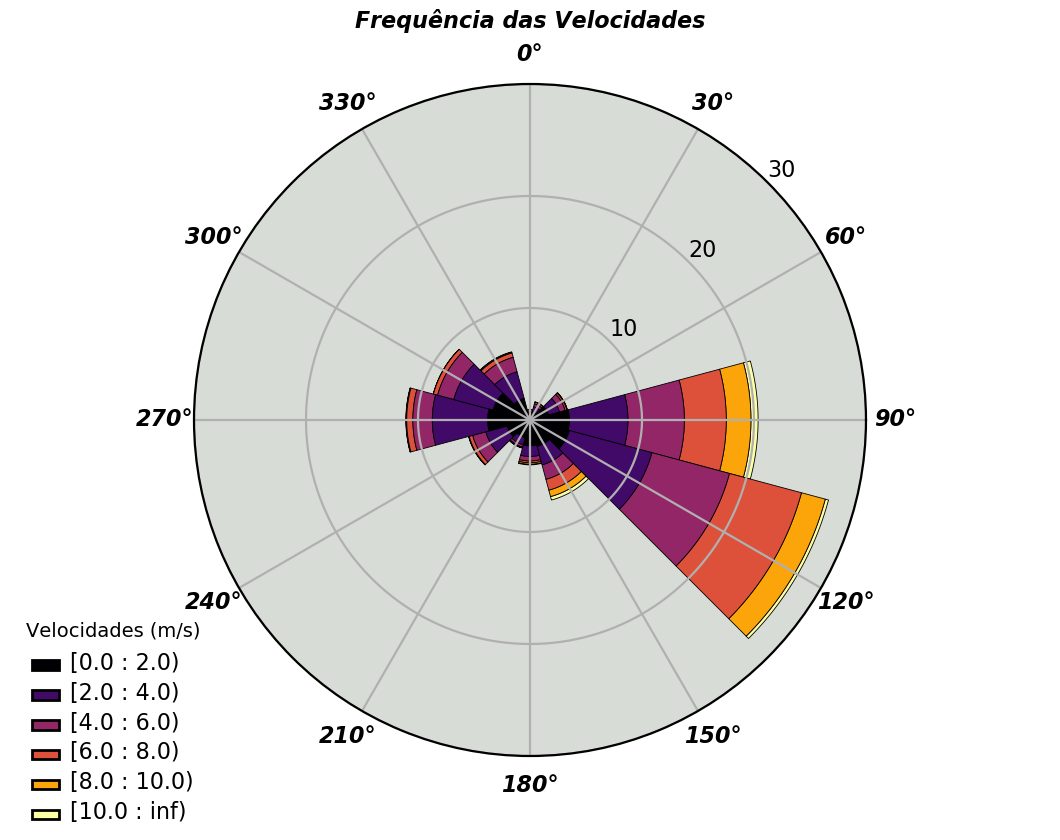 Frequência das Velocidades
0°
330°
30°
30
300°
60°
20
10
270°
90°
240°
120°
210°
150°
180°
Velocidades (m/s)
[0.0 : 2.0)
[2.0 : 4.0)
[4.0 : 6.0)
[6.0 : 8.0)
[8.0 : 10.0)
[10.0 : inf)